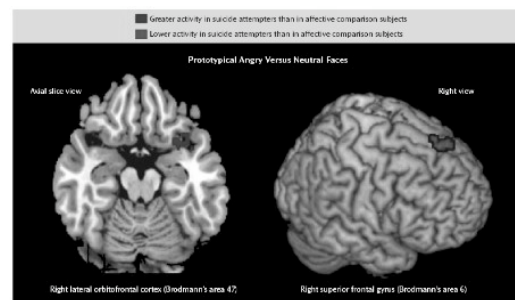 Greater activity in suicide attempters than in affective comparison subjects
Lower activity in suicide attempters than in affective comparison subjects
Prototypical Angry Versus Neutral Faces
Axial slice view
Right view
Right lateral orbitofrontal cortex (Brodmann's area 47)
Right superior frontal gyrus (Brodmann's area 6)